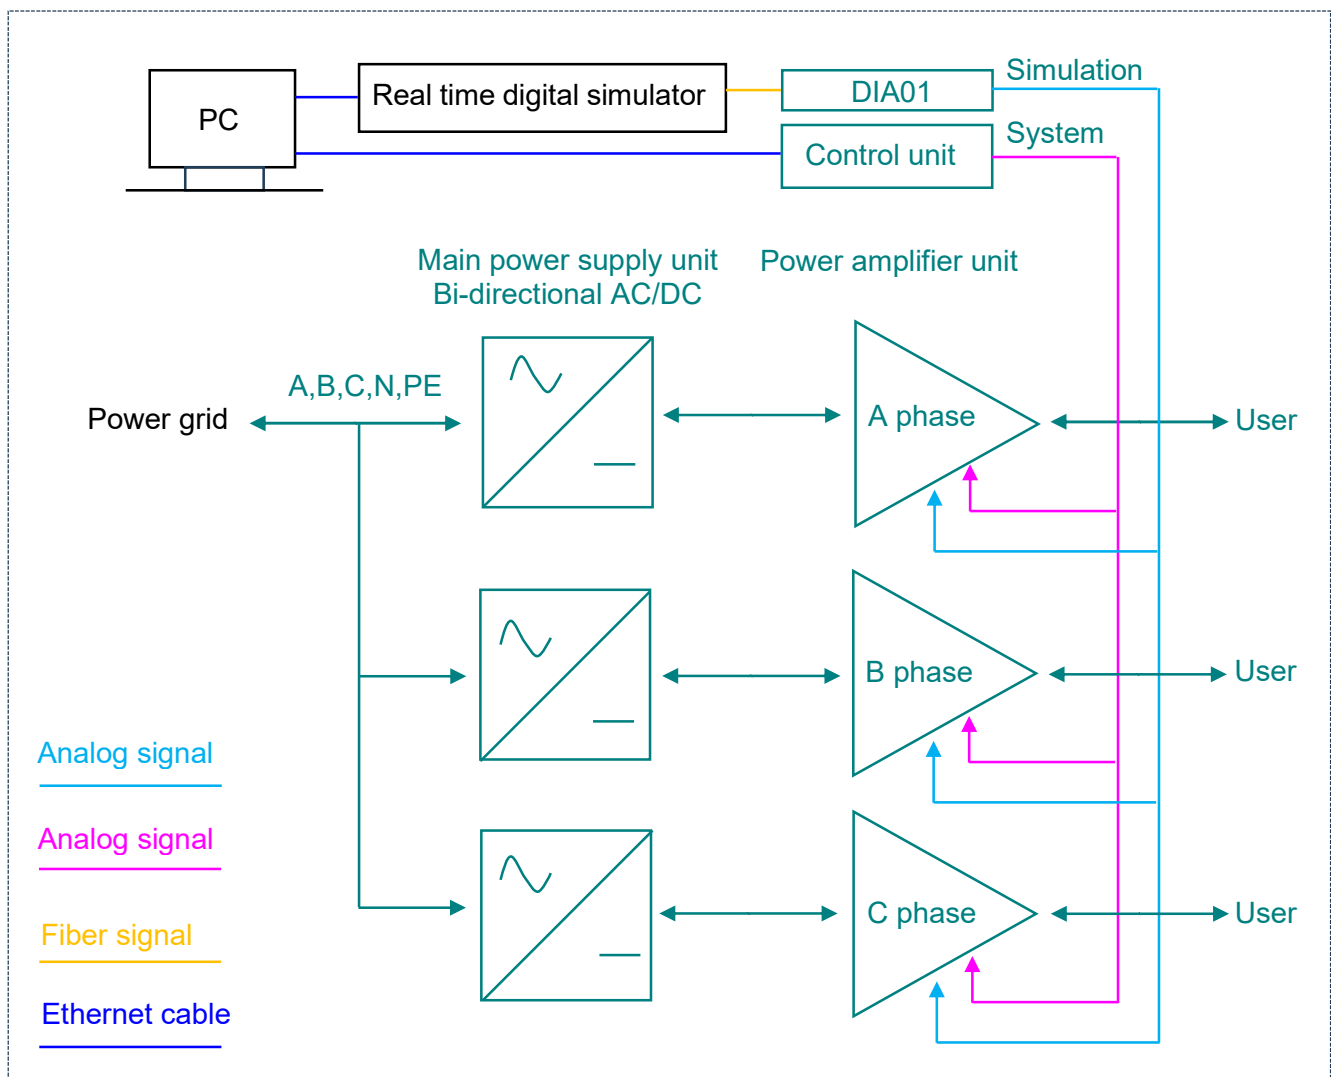 Simulation
PC
Real time digital simulator
DIA01
System
Control unit
Main power supply unit
Bi-directional AC/DC
Power amplifier unit
A,B,C,N,PE
Power grid
A phase
User
B phase
User
Analog signal
Analog signal
C phase
User
Fiber signal
Ethernet cable